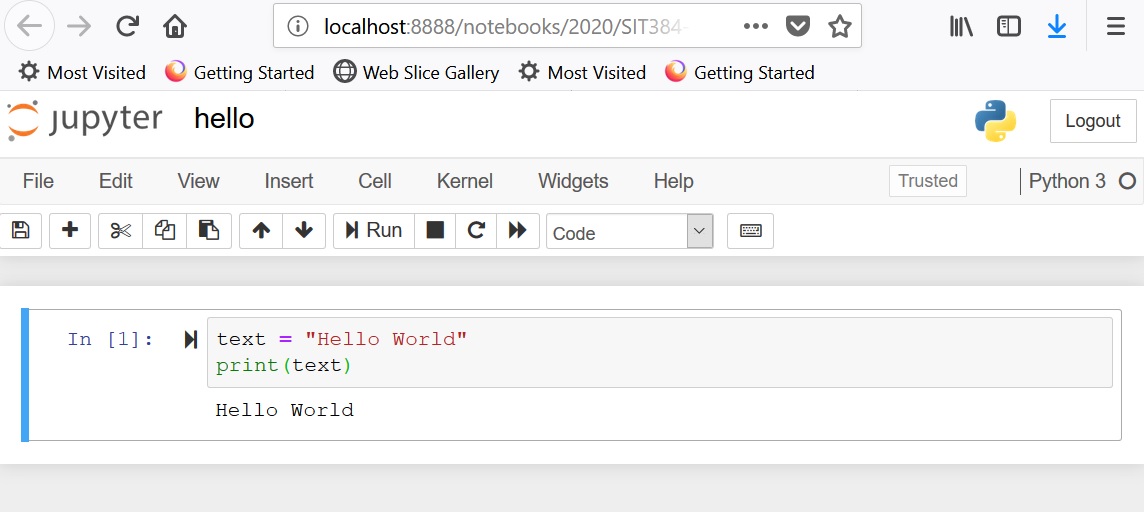 localhost:8888/notebooks/2020/SIT384-
Most Visited Getting Started Web Slice Gallery Most Visited Getting Started
jupyter hello Logout
File Edit View Insert Cell Kernel Widgets Help Trusted Python 3
Run Code
In [1]: text = "Hello World"
print(text)
Hello World